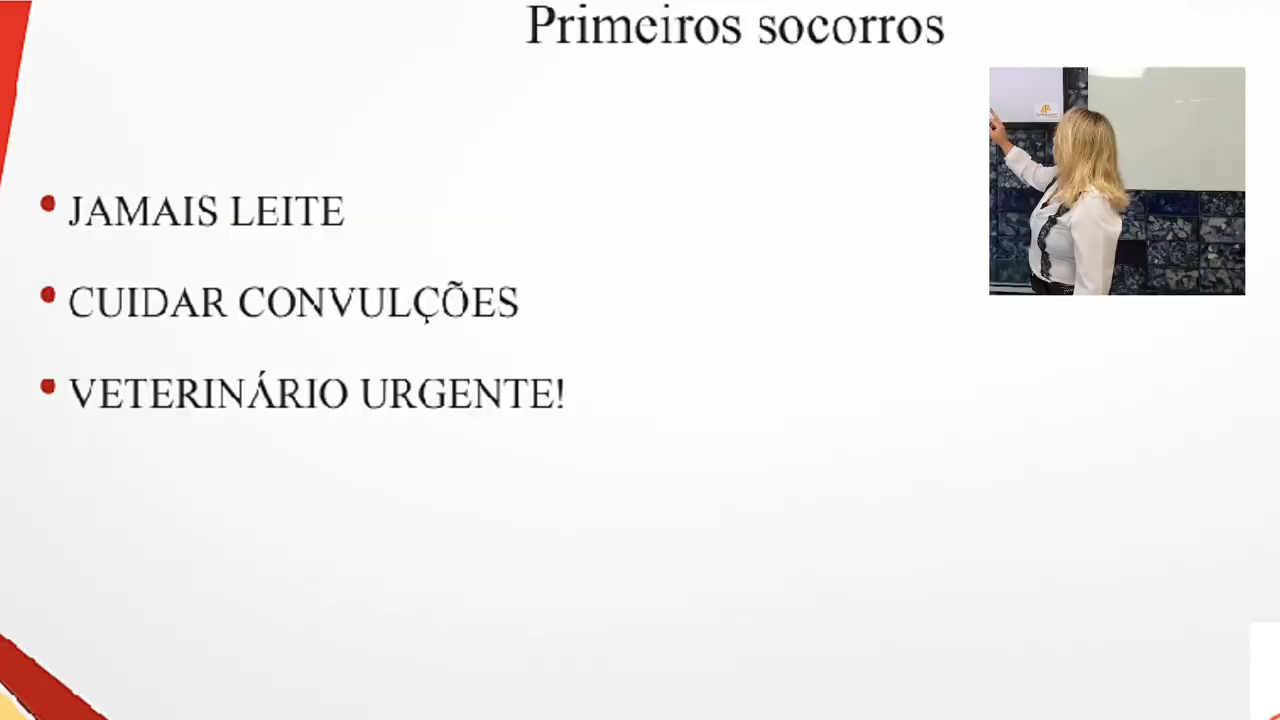 Primeiros socorros
JAMAIS LEITE
CUIDAR CONVULÇÕES
VETERINÁRIO URGENTE!